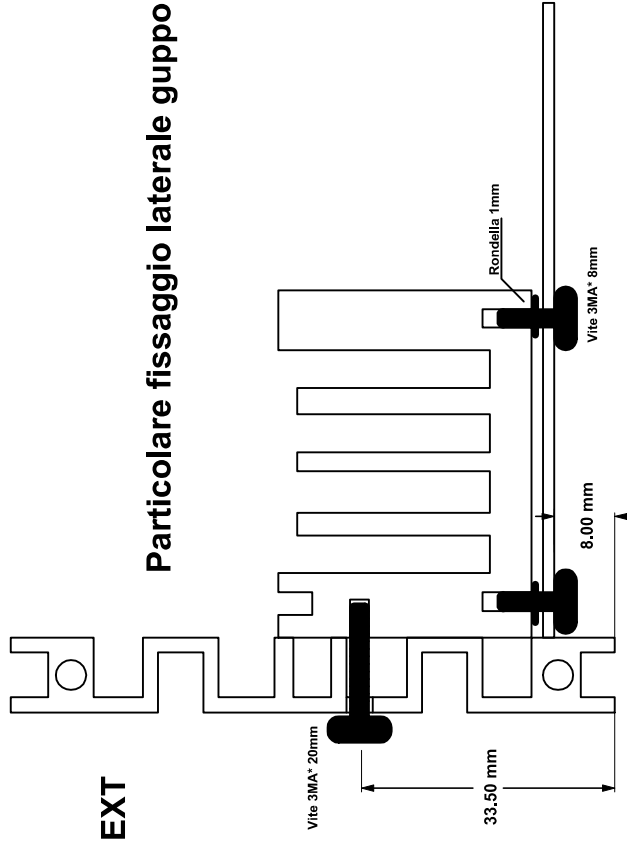 Particolare fissaggio laterale guppo
EXT
Rondella 1mm
Vite 3MA* 8mm
Vite 3MA* 20mm
8.00 mm
33.50 mm